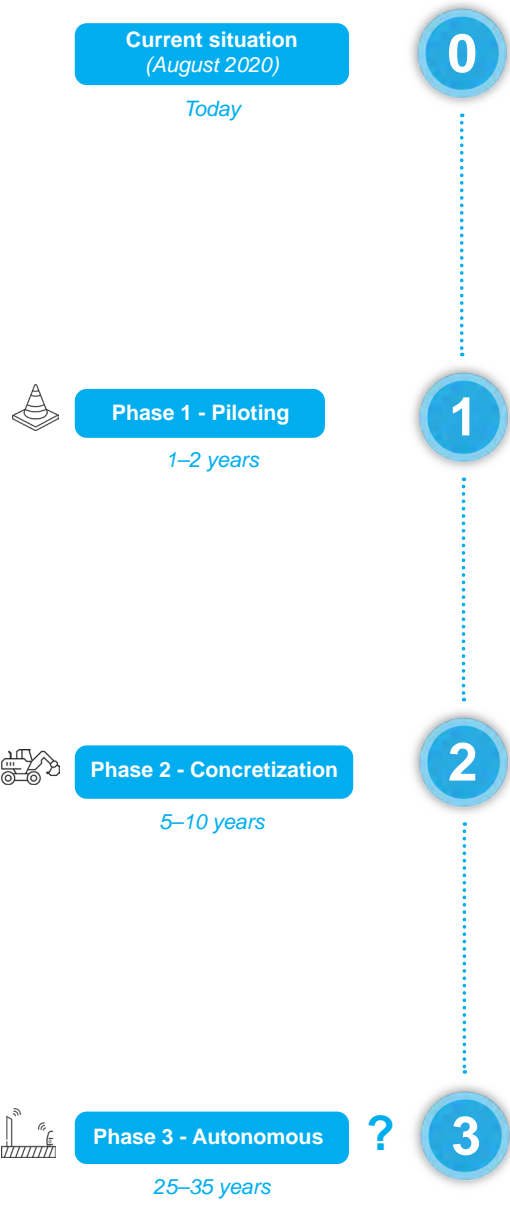 Current situation
(August 2020)
0
Today
Phase 1 - Piloting
1
1–2 years
Phase 2 - Concretization
2
5–10 years
Phase 3 - Autonomous
?
3
25–35 years